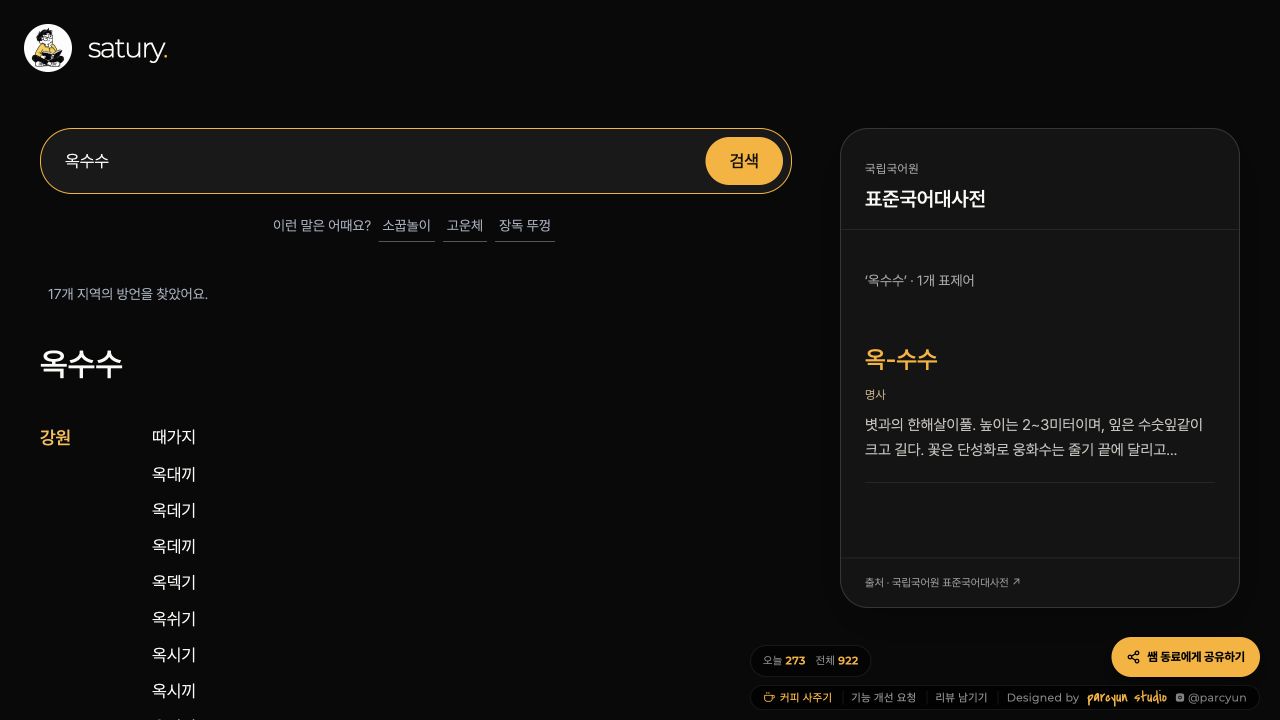 satury.
옥수수
검색
이런 말은 어때요? 소꿉놀이 고운체 장독 뚜껑
17개 지역의 방언을 찾았어요.
옥수수
강원 때가지
옥대끼
옥데기
옥데끼
옥덱기
옥쉬기
옥시기
옥시끼
국립국어원
표준국어대사전
‘옥수수’ · 1개 표제어
옥-수수
명사
볏과의 한해살이풀. 높이는 2~3미터이며, 잎은 수숫잎같이
크고 길다. 꽃은 단성화로 웅화수는 줄기 끝에 달리고…
출처 · 국립국어원 표준국어대사전 ↗
오늘 273 전체 922
쌤 동료에게 공유하기
커피 사주기 기능 개선 요청 리뷰 남기기 Designed by parcyun studio @parcyun